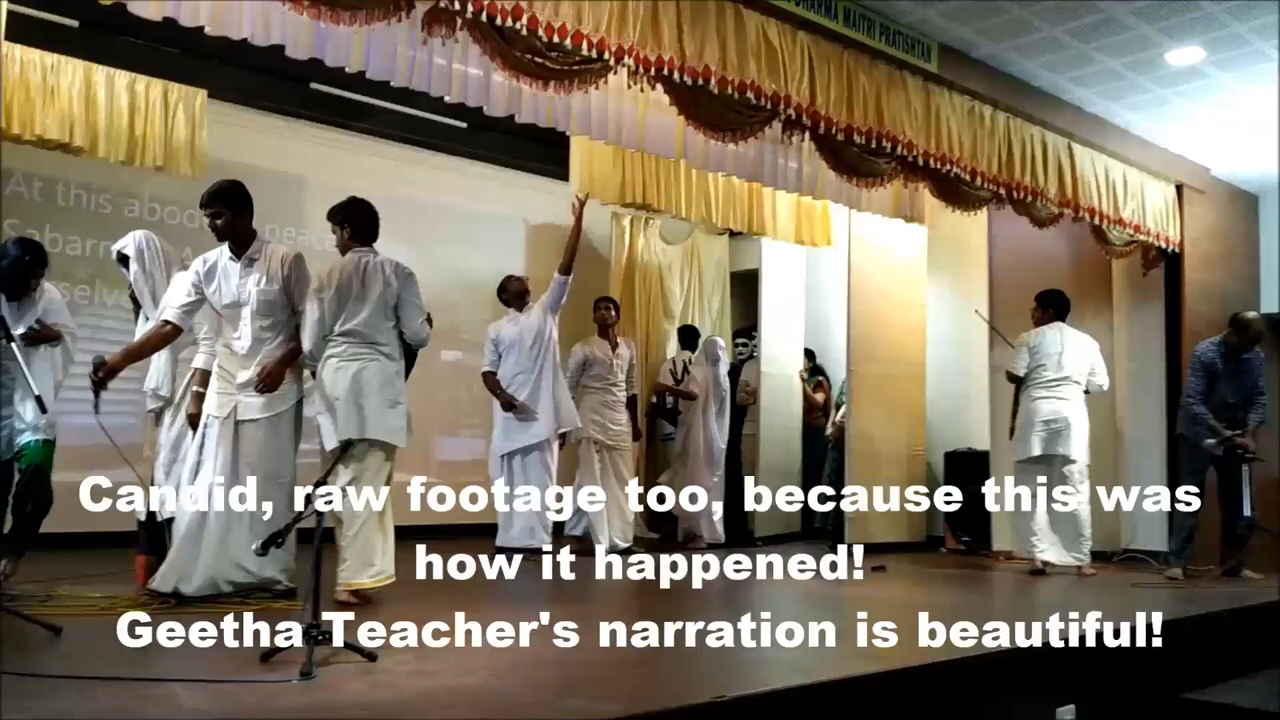 DHARMA MAITRI PRATISHTAN
At this abode peace
Candid, raw footage too, because this was
how it happened!
Geetha Teacher's narration is beautiful!